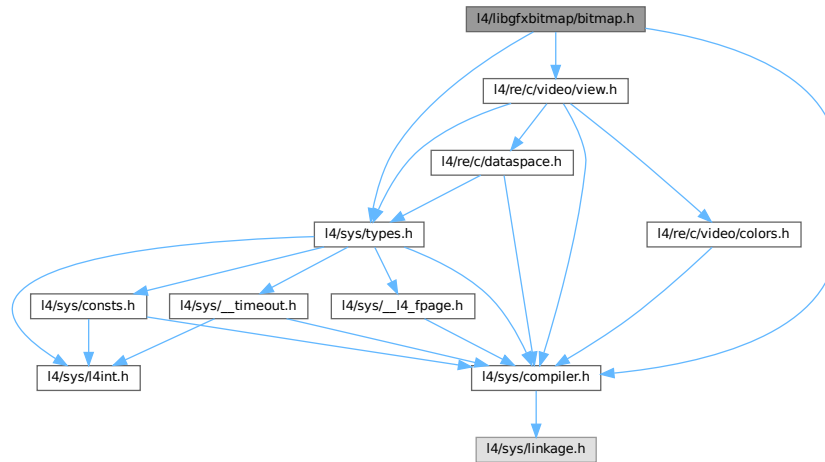 l4/libgfxbitmap/bitmap.h
l4/re/c/video/view.h
l4/re/c/dataspace.h
l4/sys/types.h
l4/re/c/video/colors.h
l4/sys/consts.h
l4/sys/__timeout.h
l4/sys/__l4_fpage.h
l4/sys/l4int.h
l4/sys/compiler.h
l4/sys/linkage.h